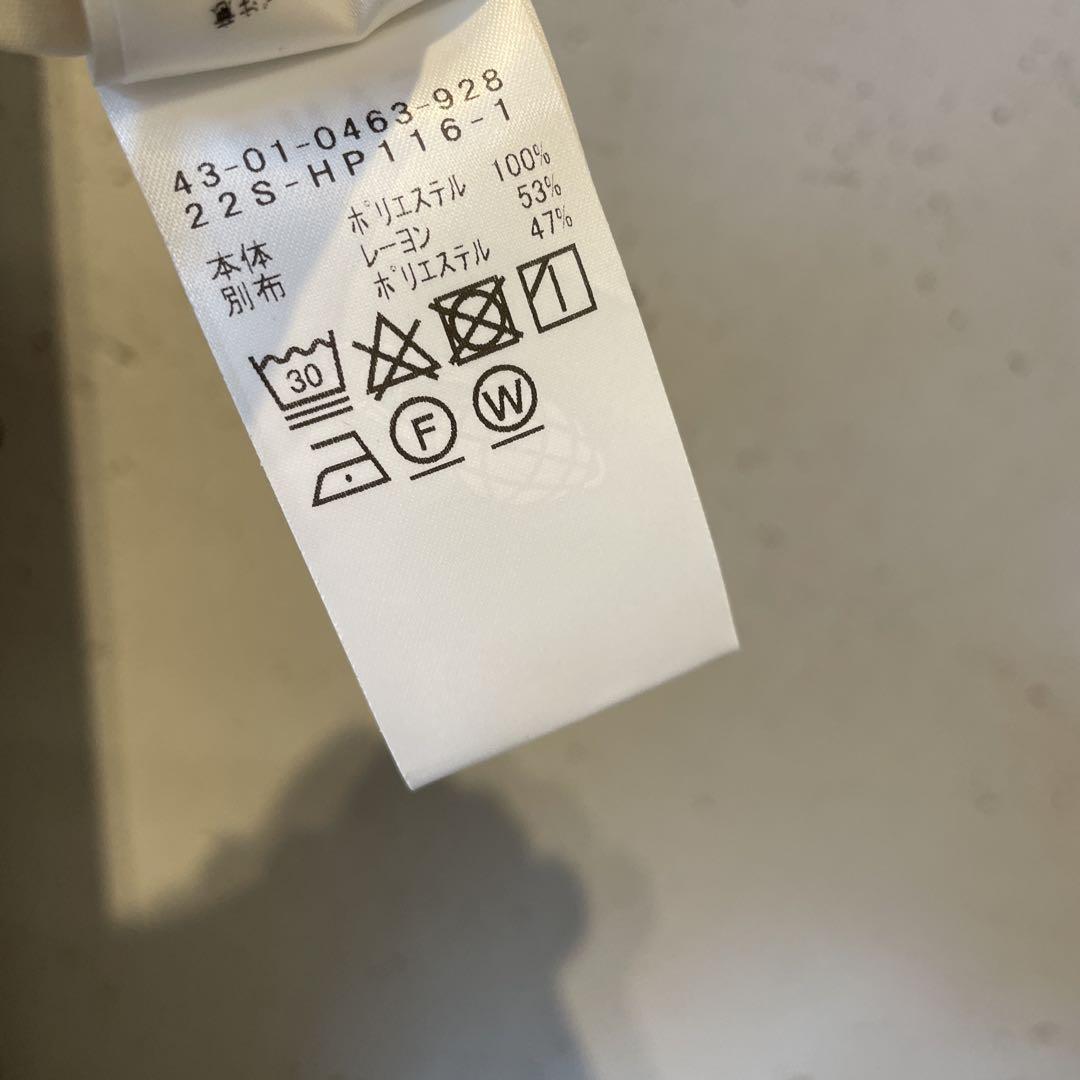 43-01-0463-928
22S-HP116-1
本体 ポリエステル 100%
別布 レーヨン 53%
ポリエステル 47%
30
F W